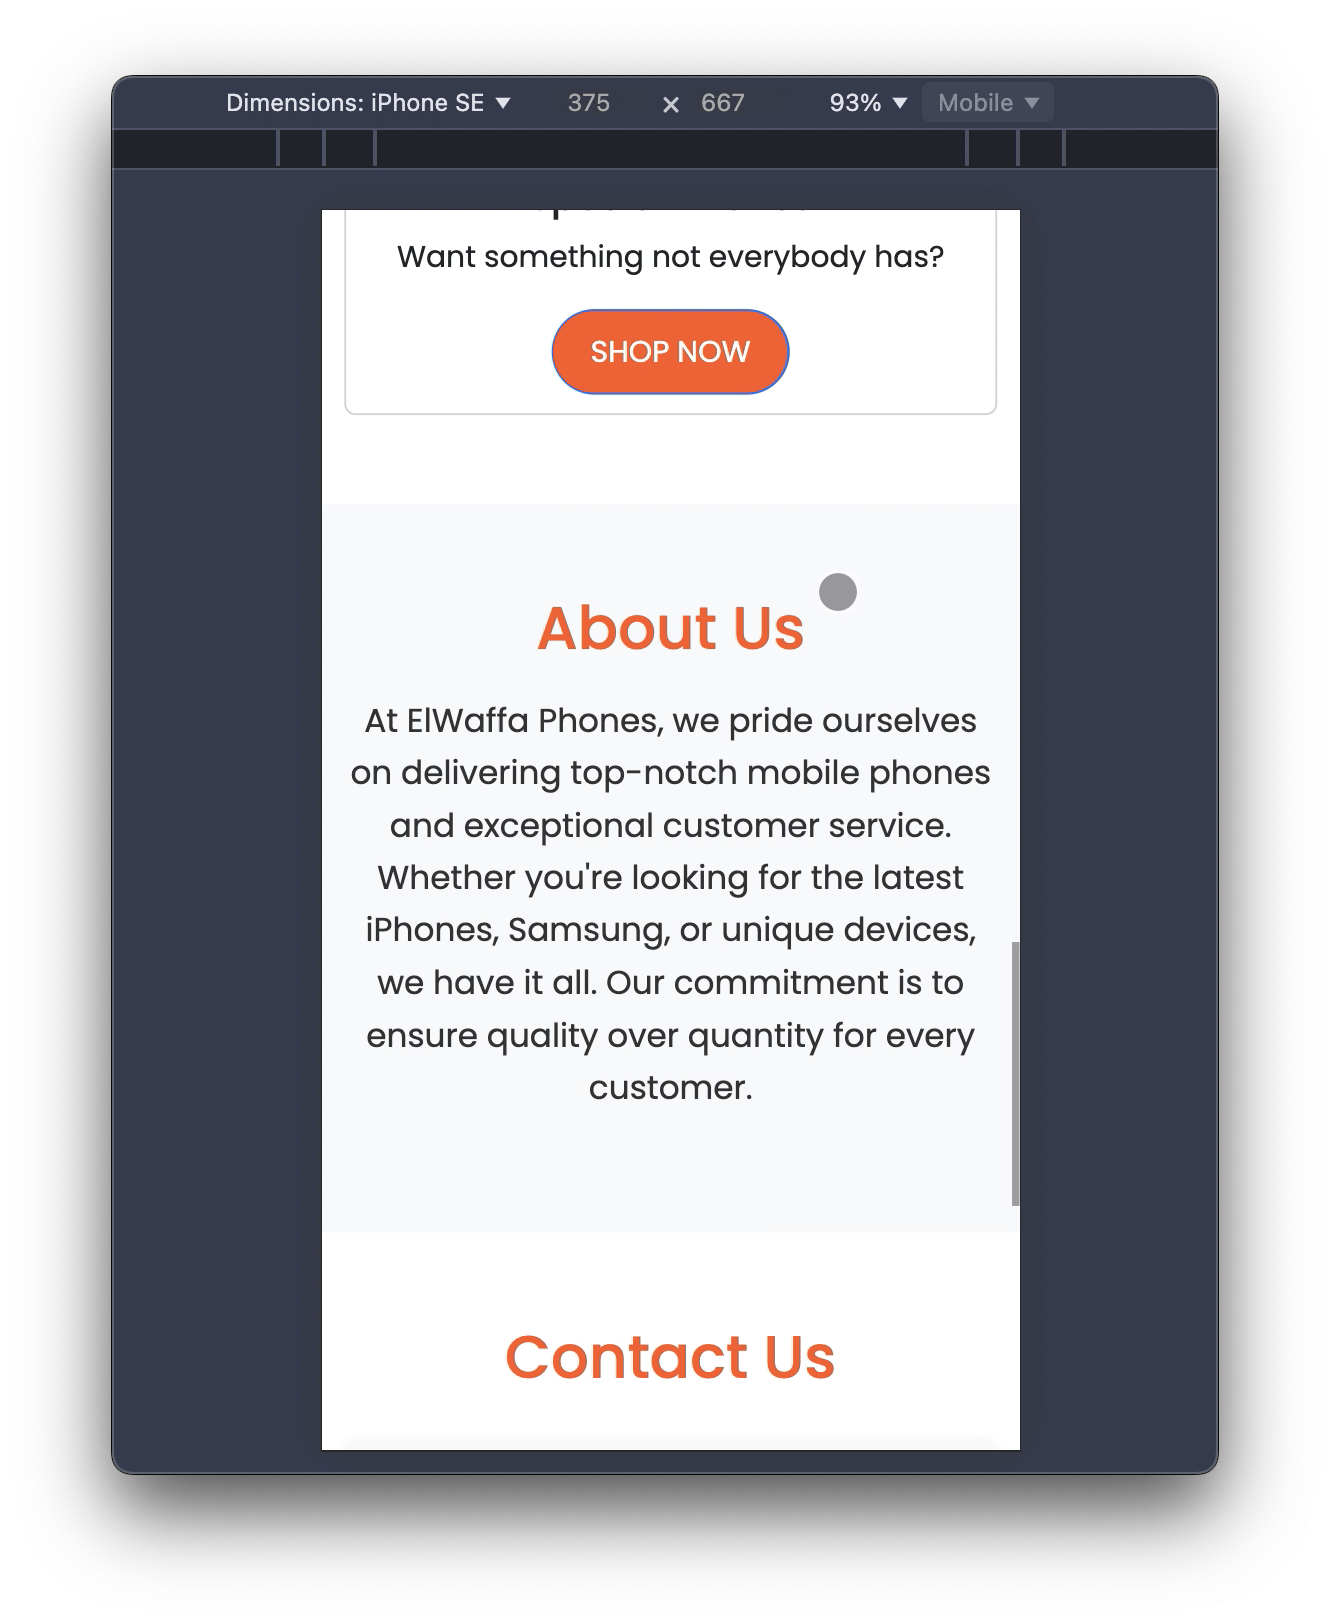 Dimensions: iPhone SE 375 × 667 93% Mobile
Want something not everybody has?
SHOP NOW
About Us
At ElWaffa Phones, we pride ourselves
on delivering top-notch mobile phones
and exceptional customer service.
Whether you're looking for the latest
iPhones, Samsung, or unique devices,
we have it all. Our commitment is to
ensure quality over quantity for every
customer.
Contact Us